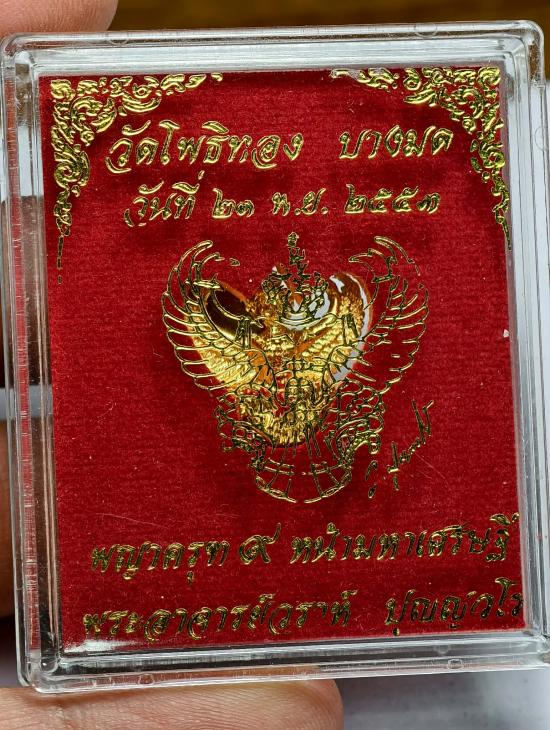 วัดโพธิทอง บางมด
วันที่ ๒๓ พ.ย. ๒๕๕๓
พญาครุฑ ๙ หน้ามหาเศรษฐี
พระอาจารย์วราห์ ปุญญวโร